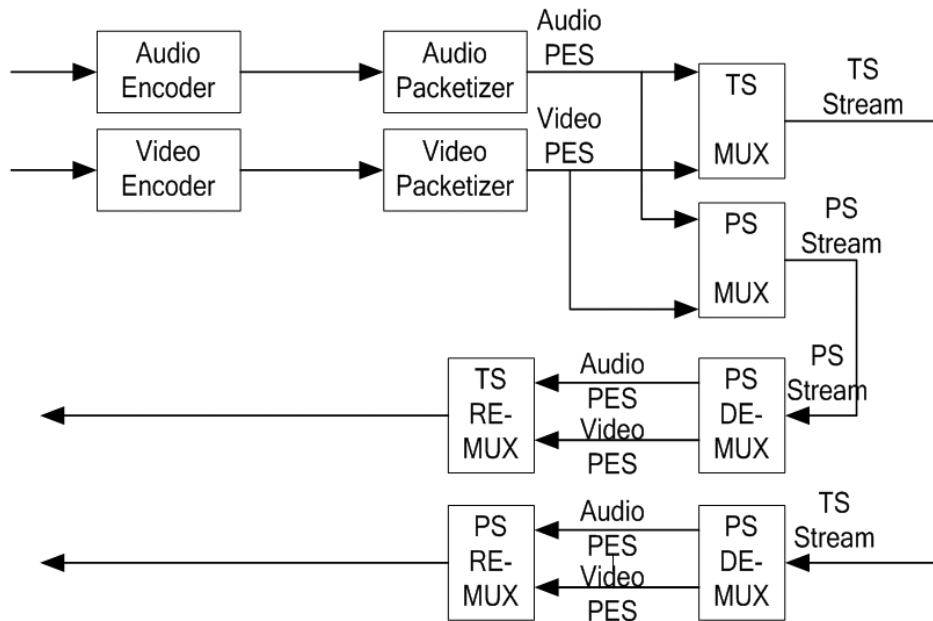 Audio
Encoder
Audio
Packetizer
Audio
PES
TS
MUX
TS
Stream
Video
Encoder
Video
Packetizer
Video
PES
PS
MUX
PS
Stream
TS
RE-
MUX
Audio
PES
Video
PES
PS
DE-
MUX
PS
Stream
PS
RE-
MUX
Audio
PES
Video
PES
PS
DE-
MUX
TS
Stream